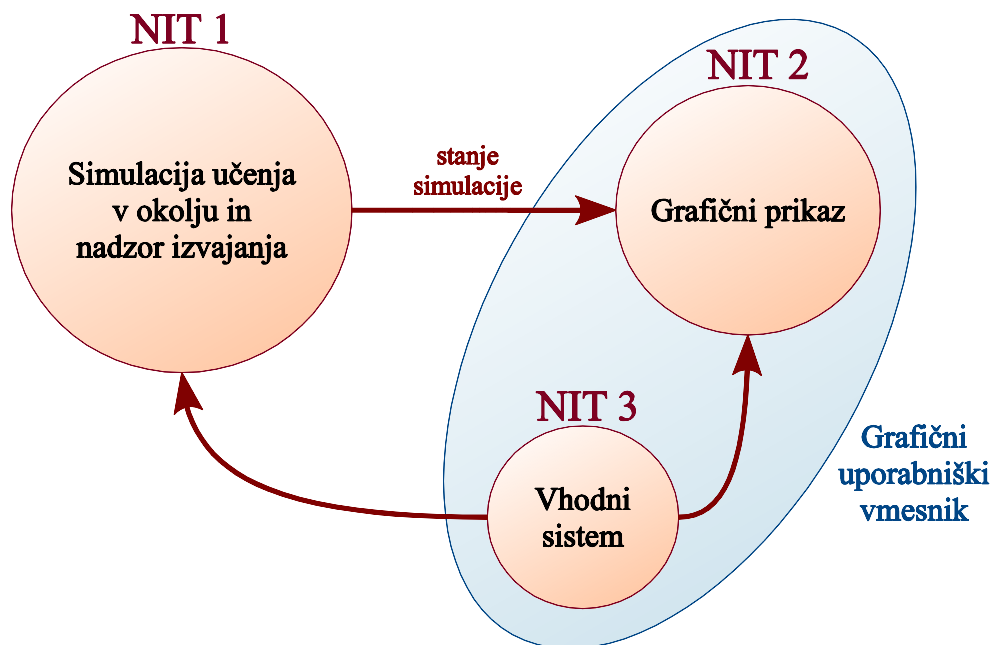 NIT 1
Simulacija učenja
v okolju in
nadzor izvajanja
stanje
simulacije
NIT 2
Grafični prikaz
NIT 3
Vhodni
sistem
Grafični
uporabniški
vmesnik